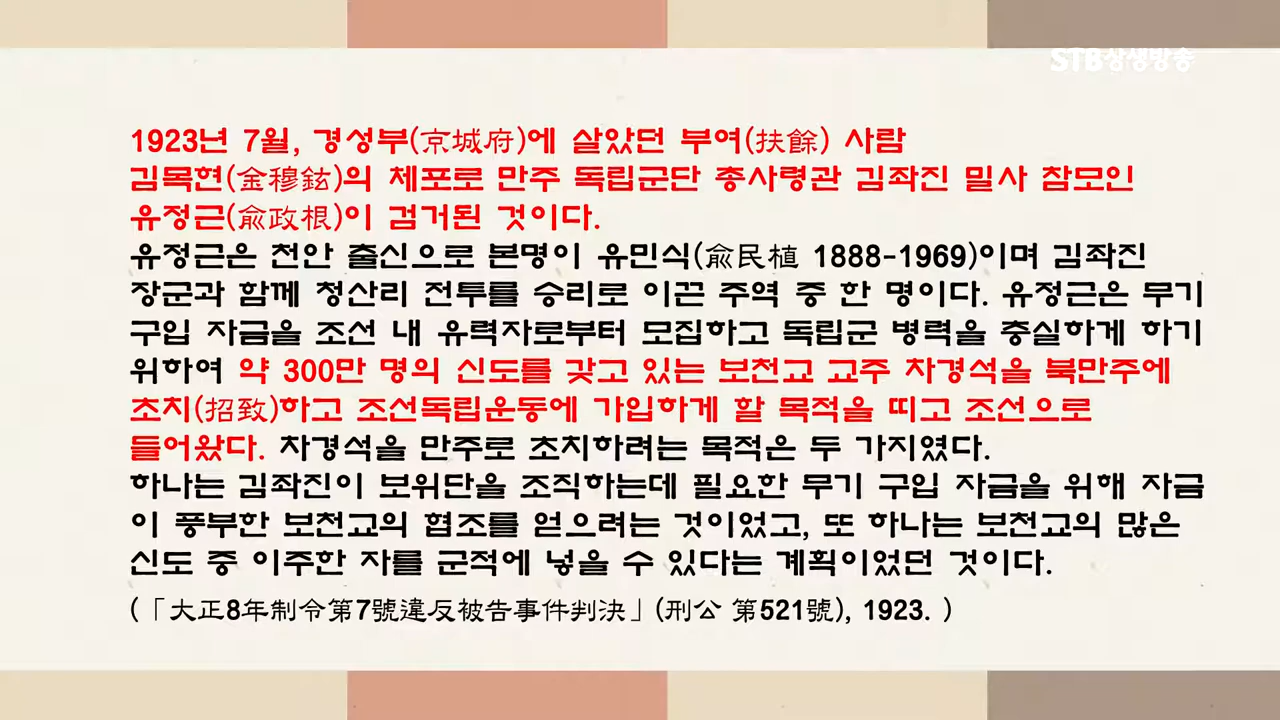 STB상생방송
1923년 7월, 경성부(京城府)에 살았던 부여(扶餘) 사람
김목현(金穆鉉)의 체포로 만주 독립군단 총사령관 김좌진 밀사 참모인
유정근(兪政根)이 검거된 것이다.
유정근은 천안 출신으로 본명이 유민식(兪民植 1888-1969)이며 김좌진
장군과 함께 청산리 전투를 승리로 이끈 주역 중 한 명이다. 유정근은 무기
구입 자금을 조선 내 유력자로부터 모집하고 독립군 병력을 충실하게 하기
위하여 약 300만 명의 신도를 갖고 있는 보천교 교주 차경석을 북만주에
초치(招致)하고 조선독립운동에 가입하게 할 목적을 띠고 조선으로
들어왔다. 차경석을 만주로 초치하려는 목적은 두 가지였다.
하나는 김좌진이 보위단을 조직하는데 필요한 무기 구입 자금을 위해 자금
이 풍부한 보천교의 협조를 얻으려는 것이었고, 또 하나는 보천교의 많은
신도 중 이주한 자를 군적에 넣을 수 있다는 계획이었던 것이다.
(「大正8年制令第7號違反被告事件判決」(刑公 第521號), 1923. )